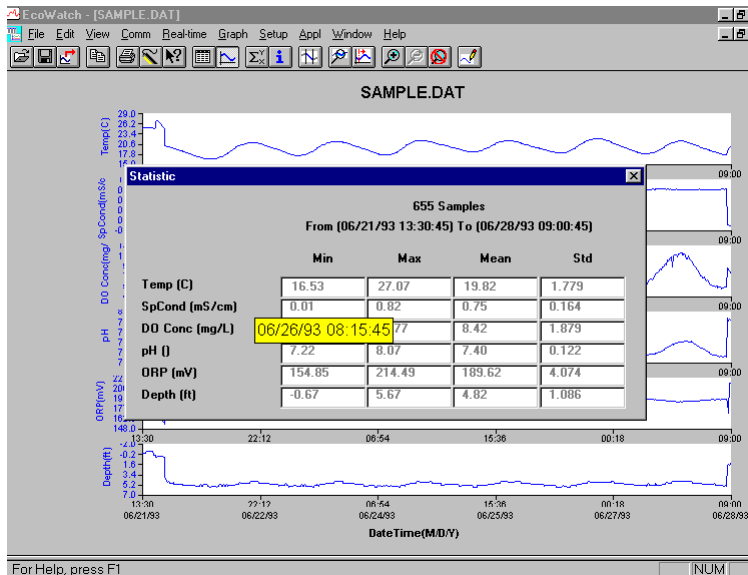 EcoWatch - [SAMPLE.DAT]
File Edit View Comm Real-time Graph Setup Appl Window Help
SAMPLE.DAT
Temp(C)
29.0
26.2
23.4
20.6
17.8
SpCond(mS/c
09:00
DO Conc(mg/
09:00
pH
09:00
ORP(mV)
09:00
148.0
13:30 22:12 06:54 15:36 00:18 09:00
Depth(ft)
-2.0
-0.2
1.6
3.4
5.2
7.0
13:30 22:12 06:54 15:36 00:18 09:00
06/21/93 06/22/93 06/24/93 06/25/93 06/27/93 06/28/93
DateTime(M/D/Y)
Statistic
655 Samples
From (06/21/93 13:30:45) To (06/28/93 09:00:45)
Min Max Mean Std
Temp (C) 16.53 27.07 19.82 1.779
SpCond (mS/cm) 0.01 0.82 0.75 0.164
DO Conc (mg/L) 06/26/93 08:15:45 77 8.42 1.879
pH () 7.22 8.07 7.40 0.122
ORP (mV) 154.85 214.49 189.62 4.074
Depth (ft) -0.67 5.67 4.82 1.086
For Help, press F1 NUM